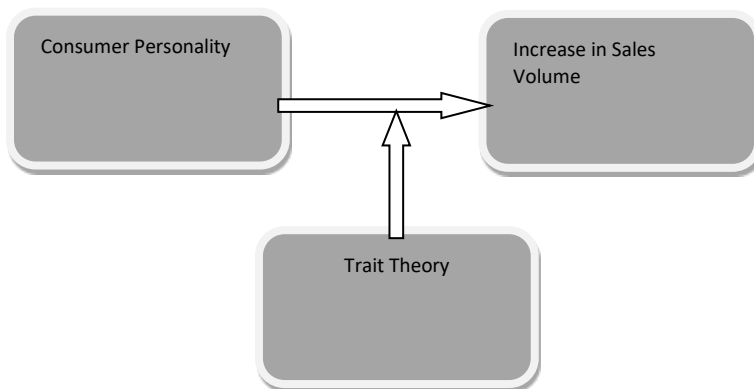 Consumer Personality
Increase in Sales
Volume
Trait Theory